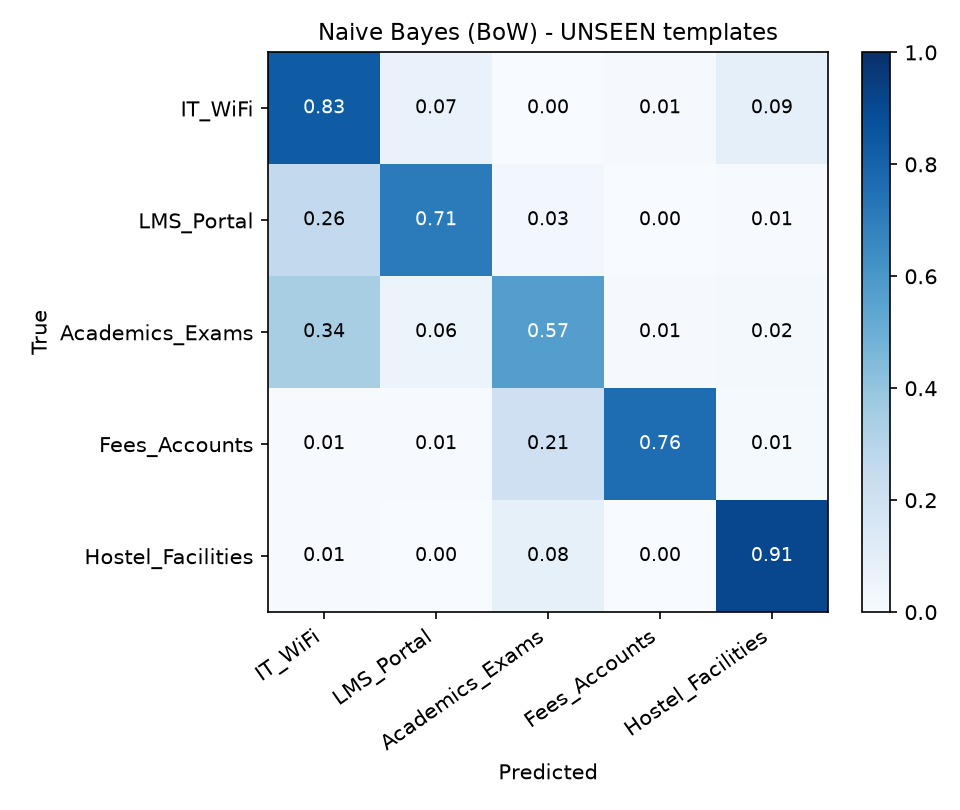 Naive Bayes (BoW) - UNSEEN templates
True
IT_WiFi 0.83 0.07 0.00 0.01 0.09
LMS_Portal 0.26 0.71 0.03 0.00 0.01
Academics_Exams 0.34 0.06 0.57 0.01 0.02
Fees_Accounts 0.01 0.01 0.21 0.76 0.01
Hostel_Facilities 0.01 0.00 0.08 0.00 0.91
IT_WiFi LMS_Portal Academics_Exams Fees_Accounts Hostel_Facilities
Predicted
1.0
0.8
0.6
0.4
0.2
0.0